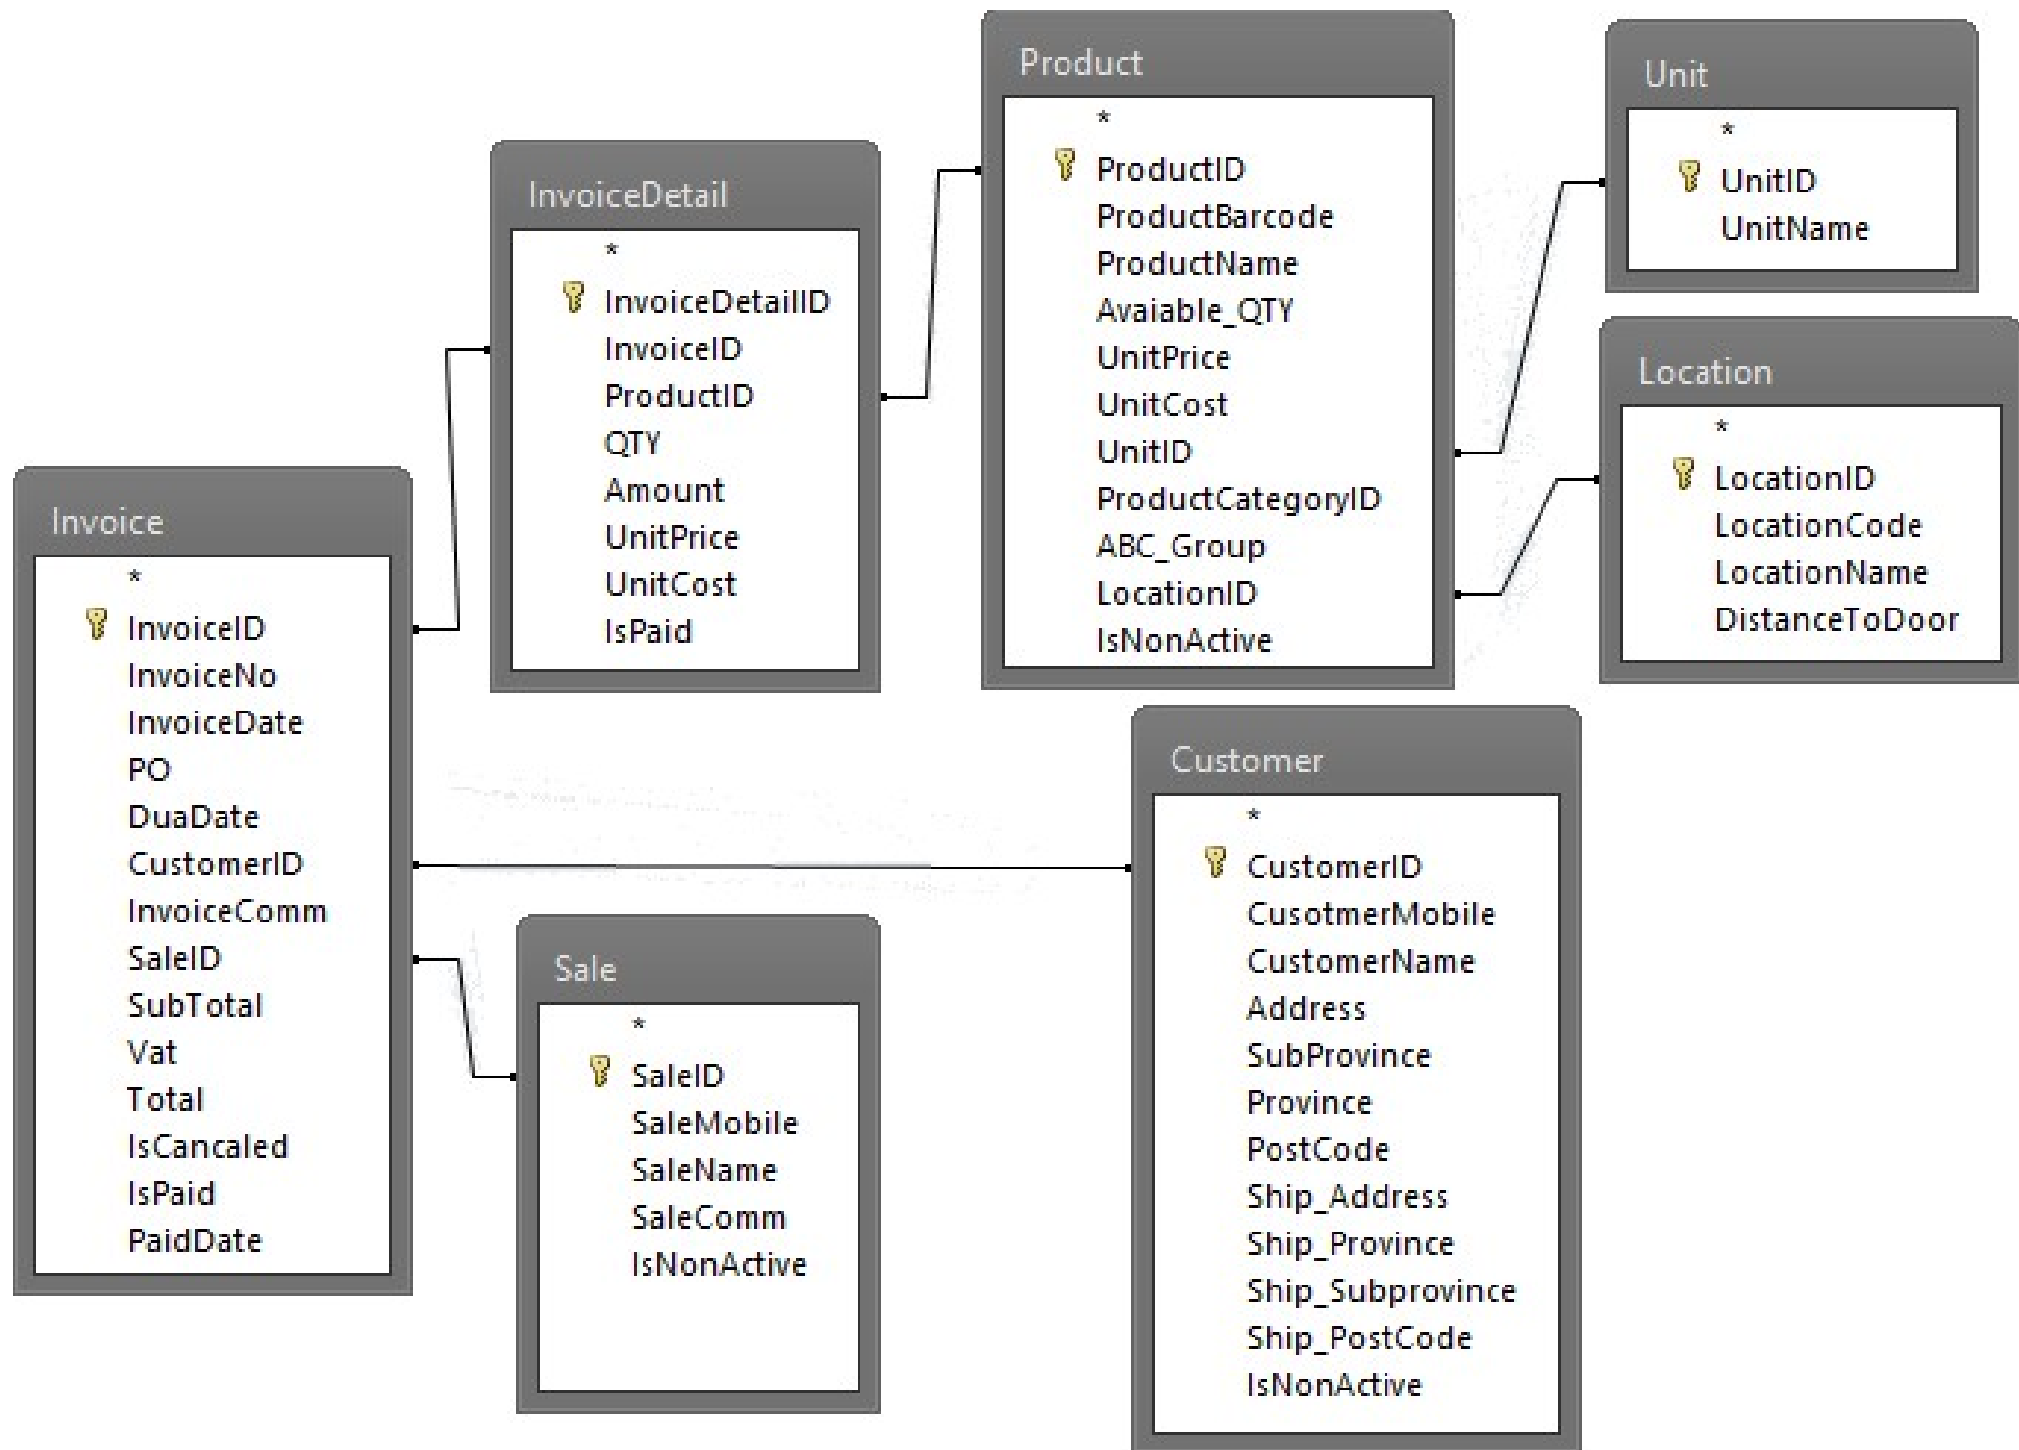 Product
*
ProductID
ProductBarcode
ProductName
Avaiable_QTY
UnitPrice
UnitCost
UnitID
ProductCategoryID
ABC_Group
LocationID
IsNonActive
Unit
*
UnitID
UnitName
InvoiceDetail
*
InvoiceDetailID
InvoiceID
ProductID
QTY
Amount
UnitPrice
UnitCost
IsPaid
Location
*
LocationID
LocationCode
LocationName
DistanceToDoor
Invoice
*
InvoiceID
InvoiceNo
InvoiceDate
PO
DuaDate
CustomerID
InvoiceComm
SaleID
SubTotal
Vat
Total
IsCancaled
IsPaid
PaidDate
Customer
*
CustomerID
CusotmerMobile
CustomerName
Address
SubProvince
Province
PostCode
Ship_Address
Ship_Province
Ship_Subprovince
Ship_PostCode
IsNonActive
Sale
*
SaleID
SaleMobile
SaleName
SaleComm
IsNonActive